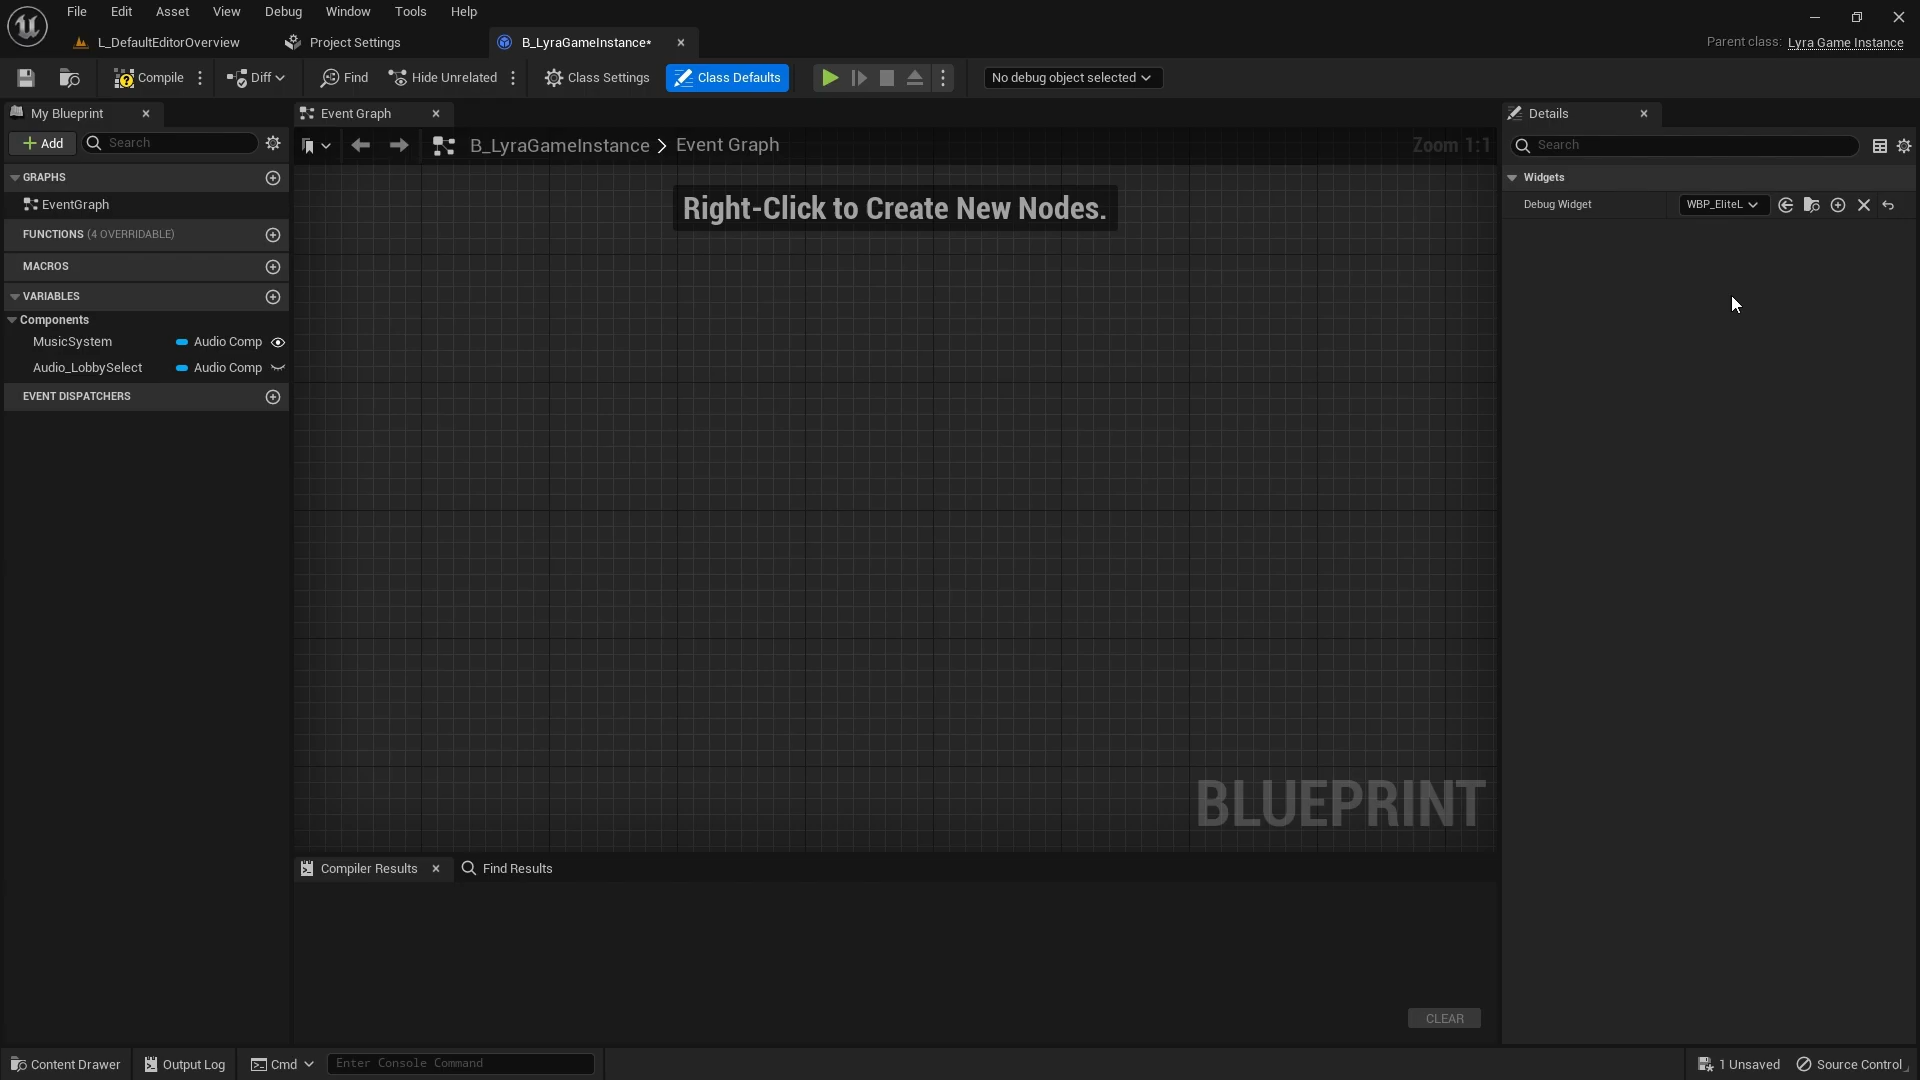 File Edit Asset View Debug Window Tools Help
L_DefaultEditorOverview Project Settings B_LyraGameInstance* Parent class: Lyra Game Instance
Compile Diff Find Hide Unrelated Class Settings Class Defaults No debug object selected
My Blueprint Event Graph Details
Add Search B_LyraGameInstance > Event Graph Zoom 1:1 Search
GRAPHS Widgets
EventGraph Right-Click to Create New Nodes. Debug Widget WBP_EliteL
FUNCTIONS (4 OVERRIDABLE)
MACROS
VARIABLES
Components
MusicSystem Audio Comp
Audio_LobbySelect Audio Comp
EVENT DISPATCHERS
BLUEPRINT
Compiler Results Find Results
CLEAR
Content Drawer Output Log Cmd Enter Console Command 1 Unsaved Source Control